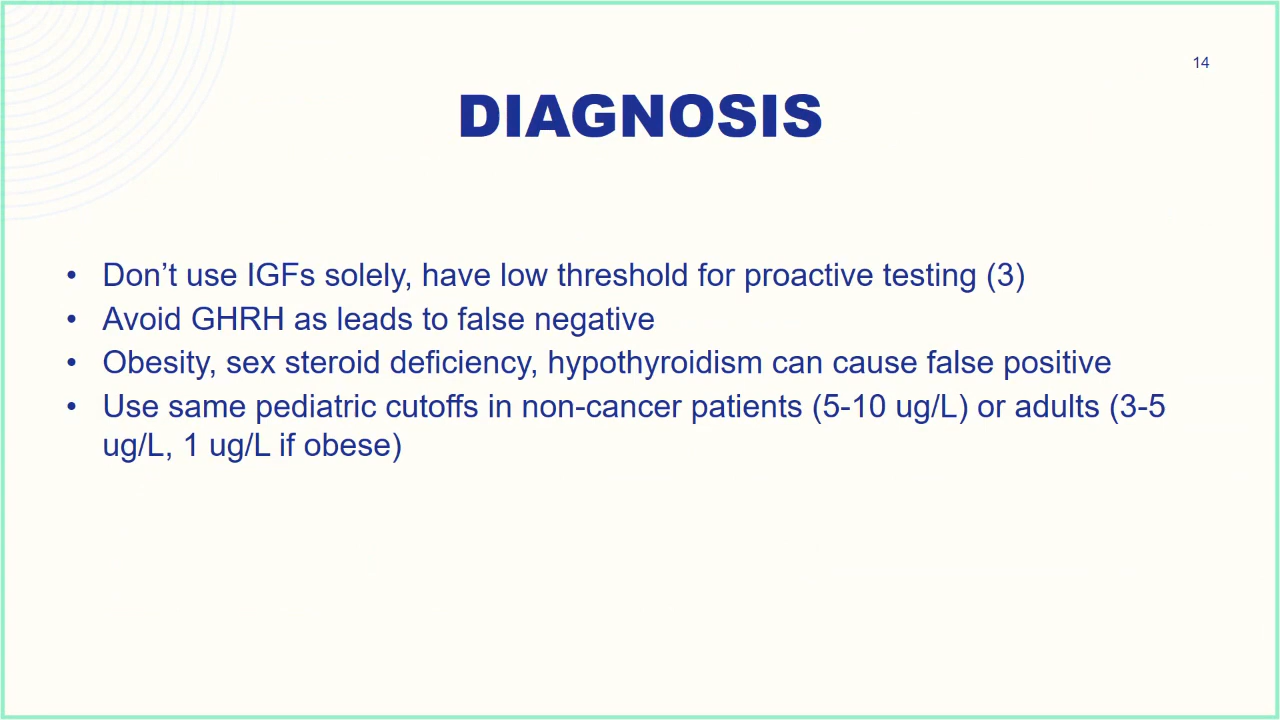 14
DIAGNOSIS
• Don’t use IGFs solely, have low threshold for proactive testing (3)
• Avoid GHRH as leads to false negative
• Obesity, sex steroid deficiency, hypothyroidism can cause false positive
• Use same pediatric cutoffs in non-cancer patients (5-10 ug/L) or adults (3-5
ug/L, 1 ug/L if obese)